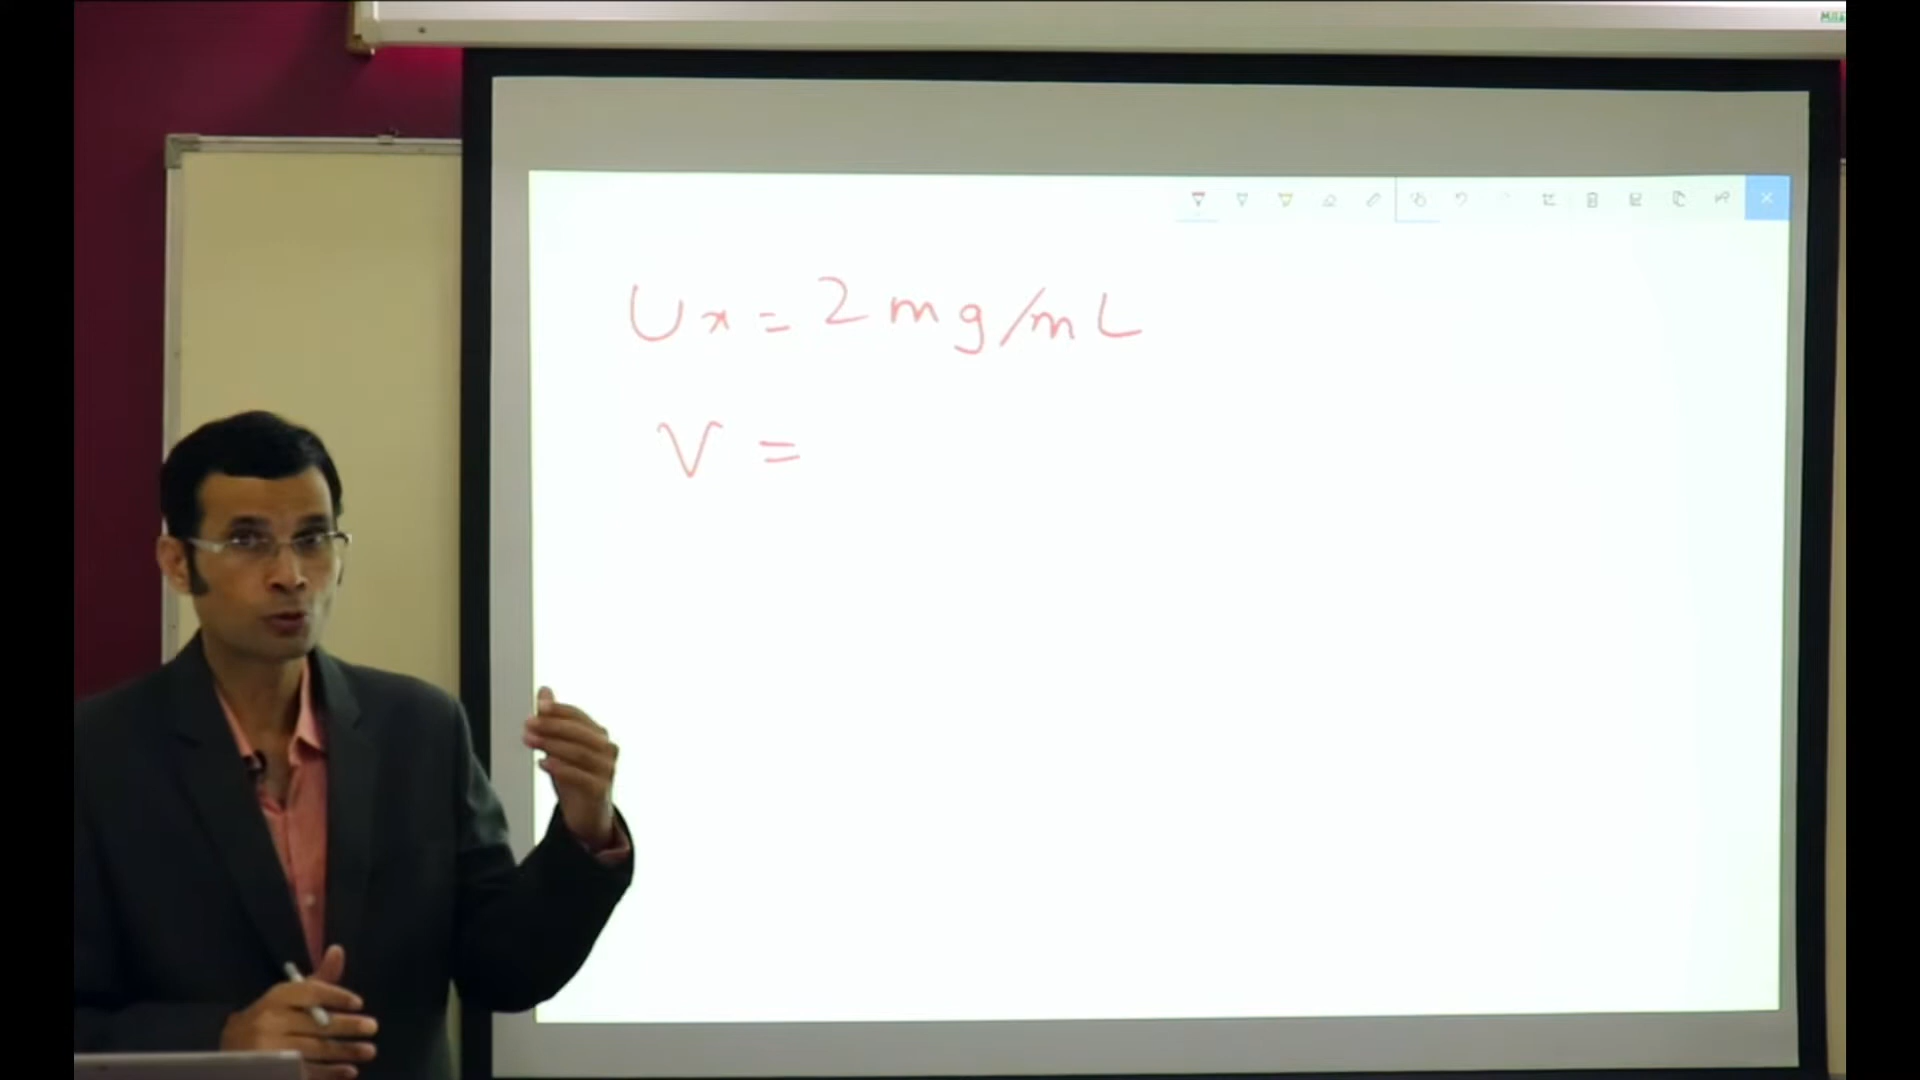 Ux = 2 mg/mL
V =